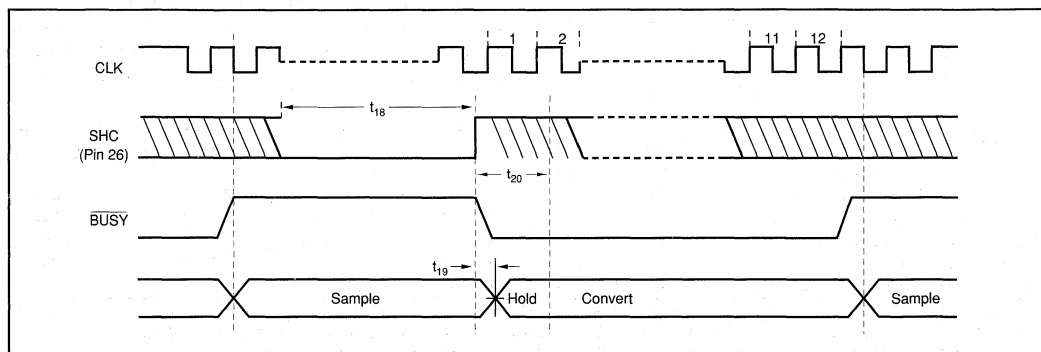 1 2 11 12
CLK
t18
SHC
(Pin 26)
t20
BUSY
t19
Sample Hold Convert Sample